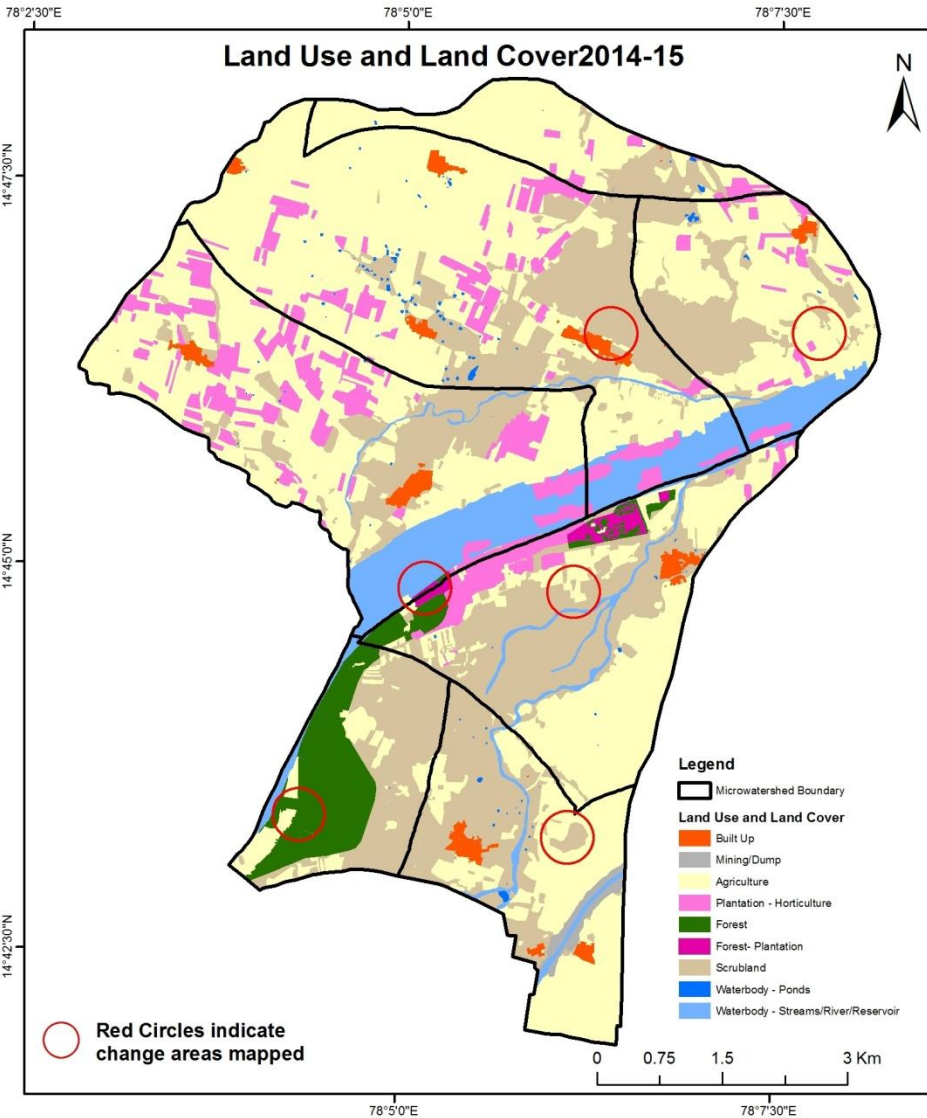 78°2'30"E
78°5'0"E
78°7'30"E
Land Use and Land Cover2014-15
N
14°47'30"N
14°45'0"N
14°42'30"N
Legend
Microwatershed Boundary
Land Use and Land Cover
Built Up
Mining/Dump
Agriculture
Plantation - Horticulture
Forest
Forest- Plantation
Scrubland
Waterbody - Ponds
Waterbody - Streams/River/Reservoir
Red Circles indicate
change areas mapped
0 0.75 1.5 3 Km
78°5'0"E
78°7'30"E